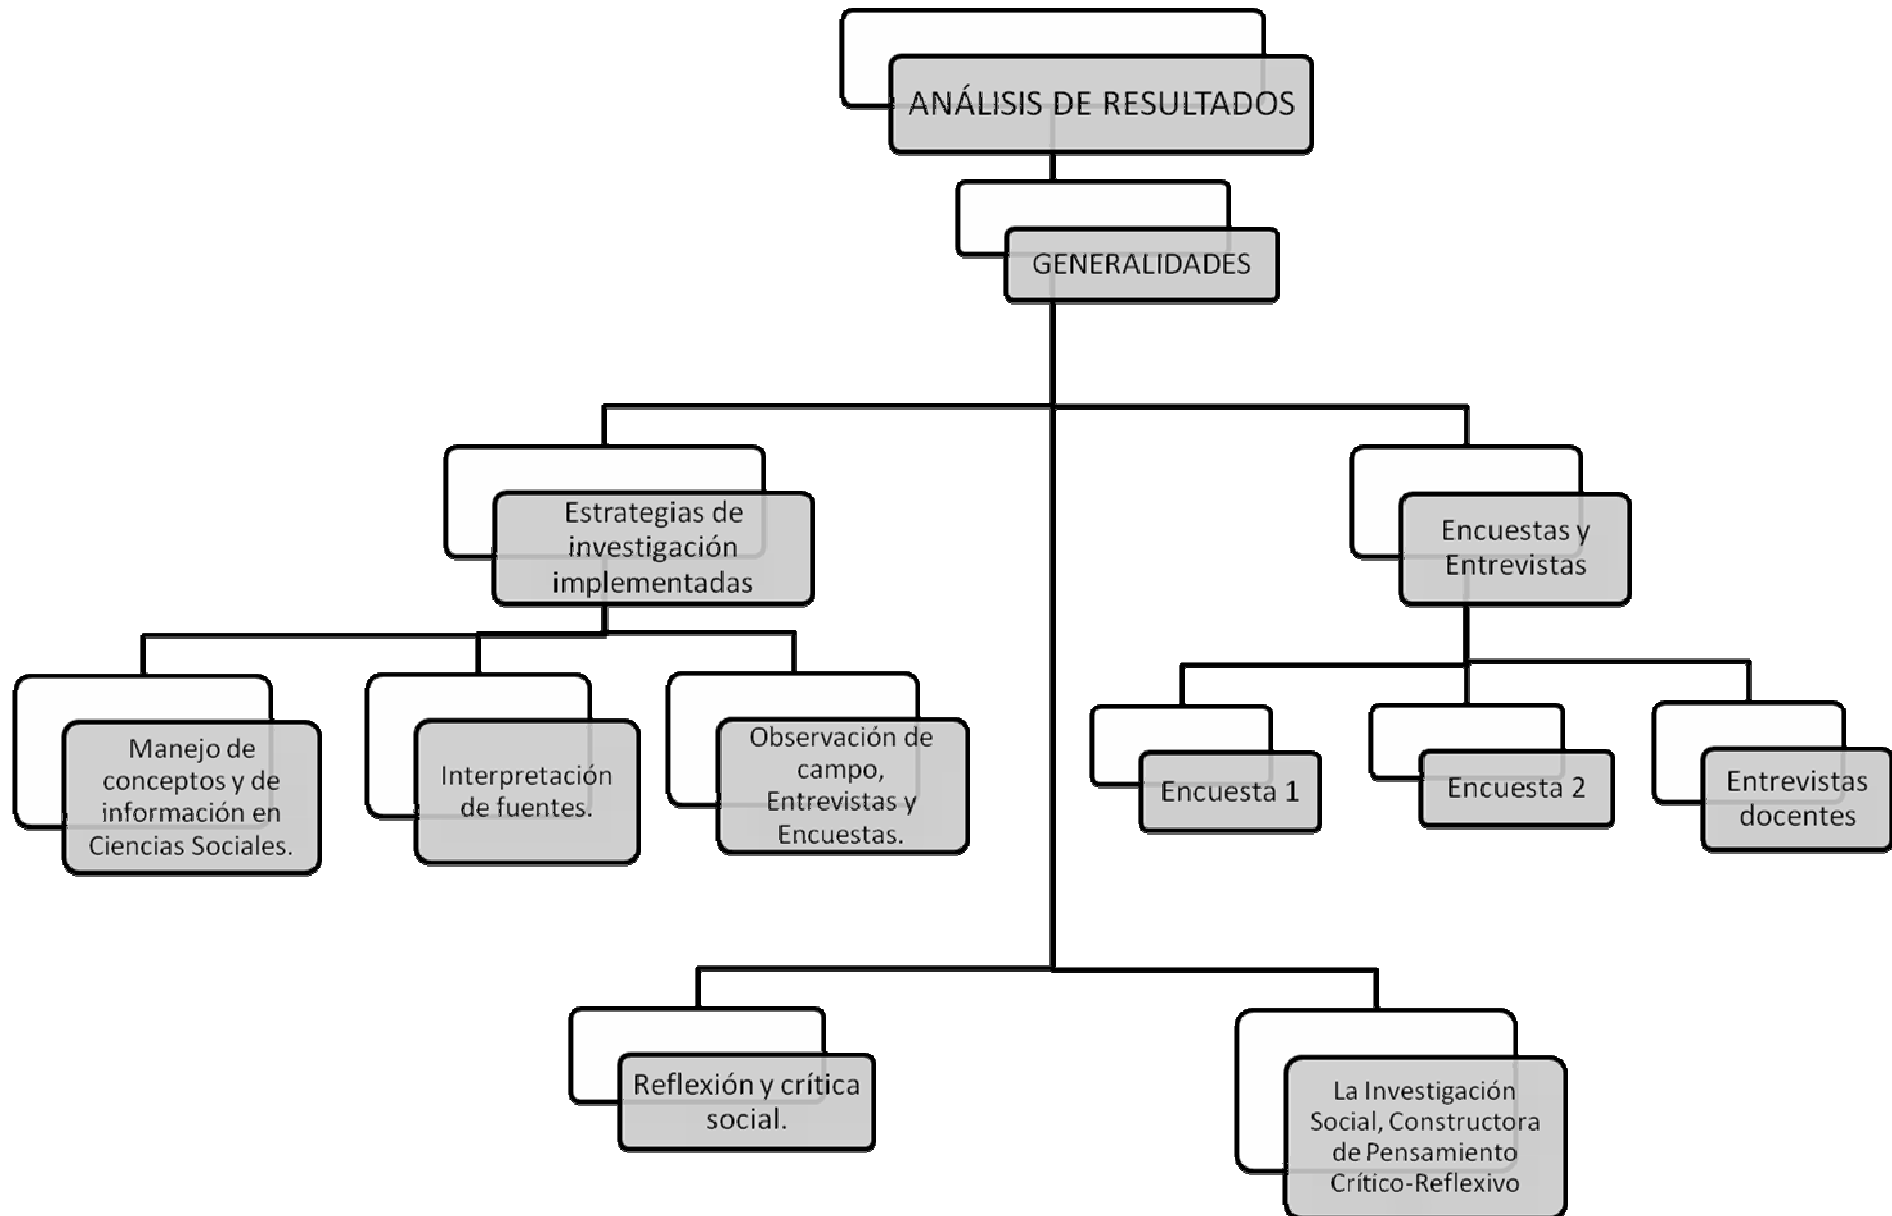 ANÁLISIS DE RESULTADOS
GENERALIDADES
Estrategias de
investigación
implementadas
Encuestas y
Entrevistas
Manejo de
conceptos y de
información en
Ciencias Sociales.
Interpretación
de fuentes.
Observación de
campo,
Entrevistas y
Encuestas.
Encuesta 1
Encuesta 2
Entrevistas
docentes
Reflexión y crítica
social.
La Investigación
Social, Constructora
de Pensamiento
Crítico-Reflexivo